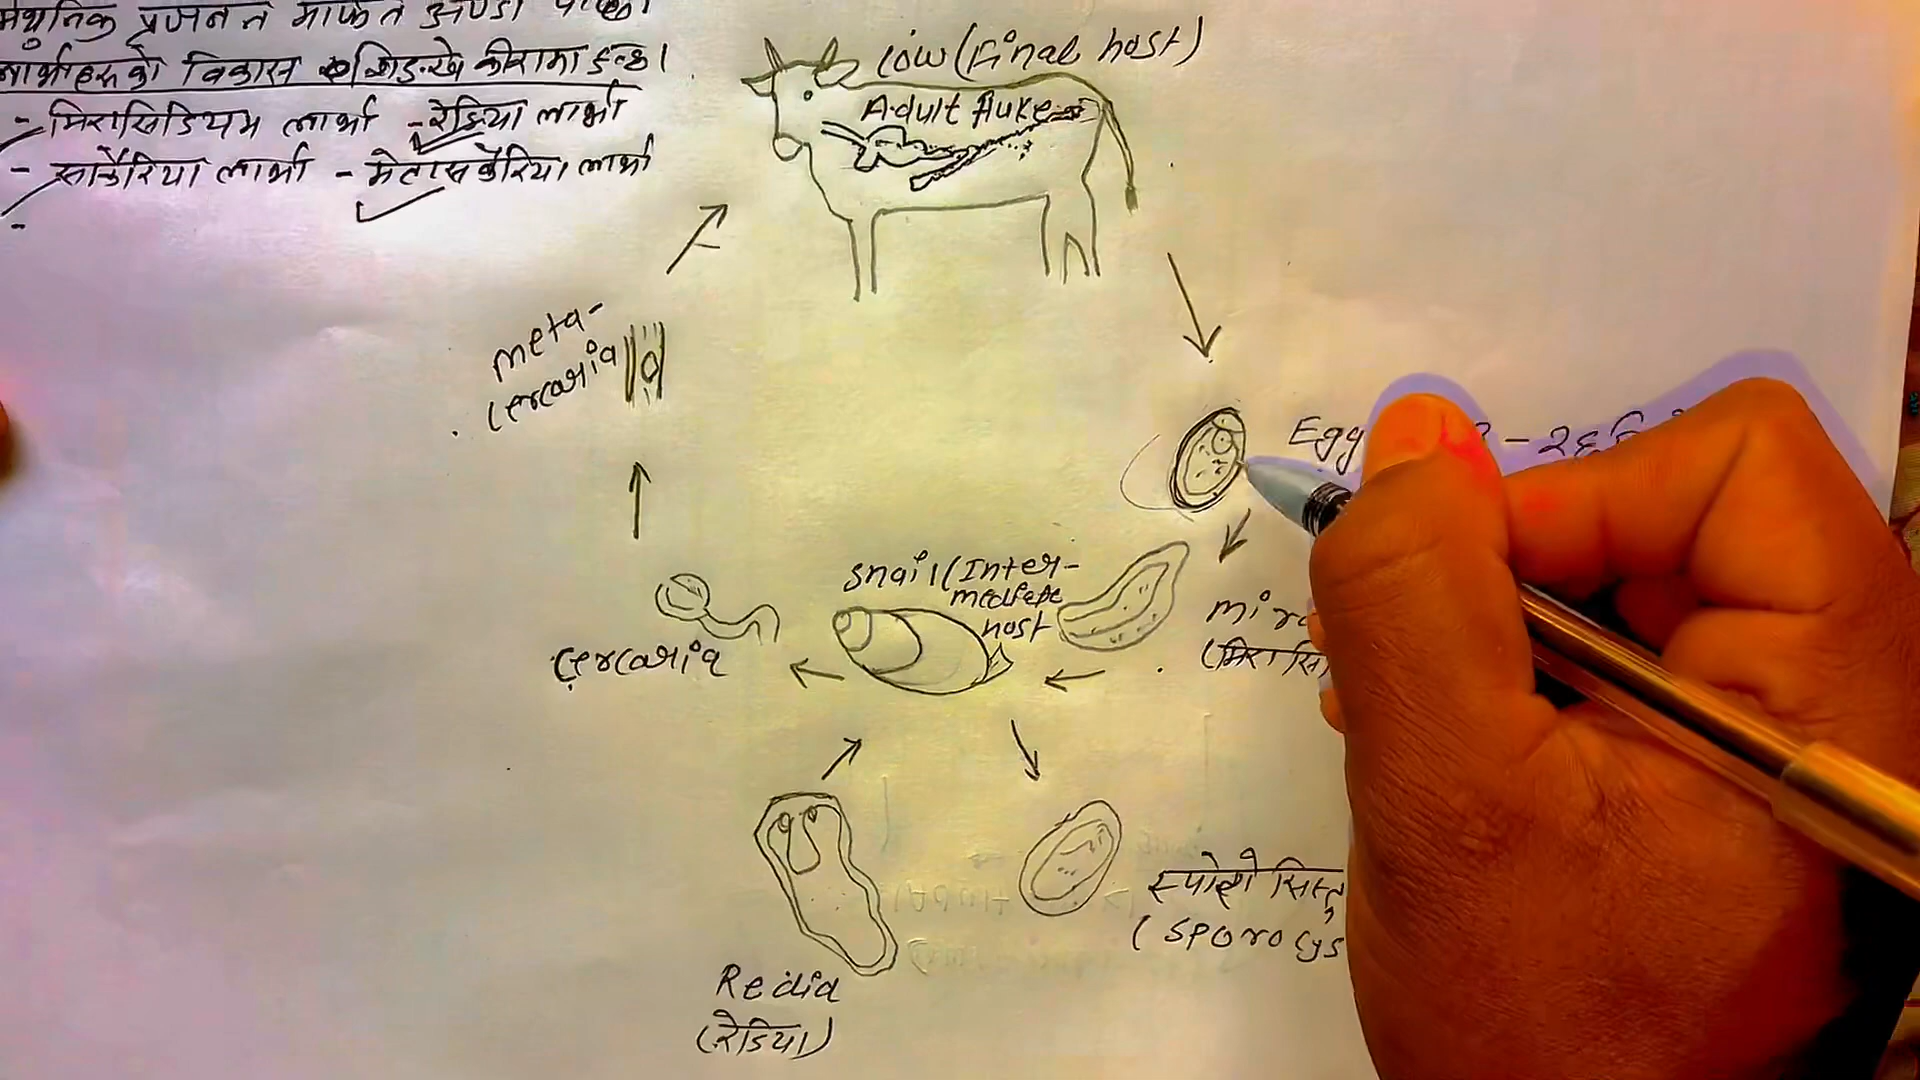 मैथुनिक प्रजनन मार्फत अण्डा
लार्भाहरूको विकास शङ्खे कीरामा हुन्छ।
- मिरासिडियम लार्भा - रेडिया लार्भा
- सर्केरिया लार्भा - मेटासर्केरिया लार्भा
-
Cow (Final host)
Adult fluke
meta-
cercaria
Egg
snail (Inter-
mediate
host
cercaria
स्पोरो सिस्ट
(sporocys
Redia
(रेडिया)